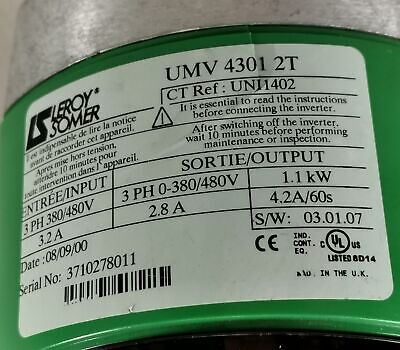 LEROY®
SOMER
UMV 4301 2T
CT Ref : UNI1402
Il est indispensable de lire la notice
avant de raccorder cet appareil.
Après mise hors tension,
attendre 10 minutes pour
toute intervention dans l'appareil.
It is essential to read the instructions
before connecting the inverter.
After switching off the inverter,
wait 10 minutes before performing
maintenance or inspection.
ENTRÉE/INPUT
3 PH 380/480V
3.2 A
SORTIE/OUTPUT
3 PH 0-380/480V
2.8 A
1.1 kW
4.2A/60s
S/W: 03.01.07
Date : 08/09/00
Serial No: 3710278011
CE
IND.
CONT.
EQ.
C UL US
LISTED 8D14
IN THE U.K.